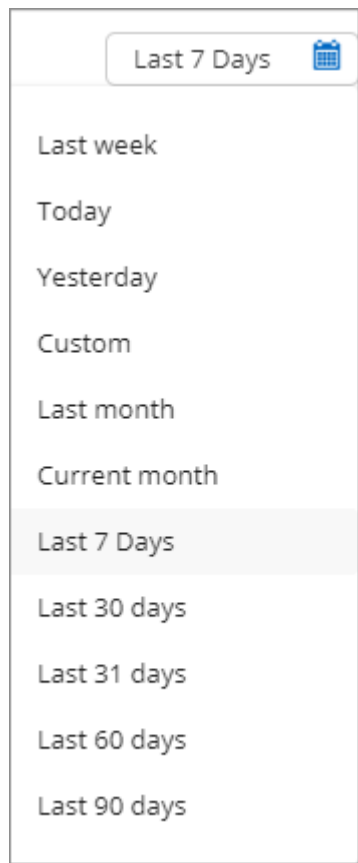 Last 7 Days
Last week
Today
Yesterday
Custom
Last month
Current month
Last 7 Days
Last 30 days
Last 31 days
Last 60 days
Last 90 days